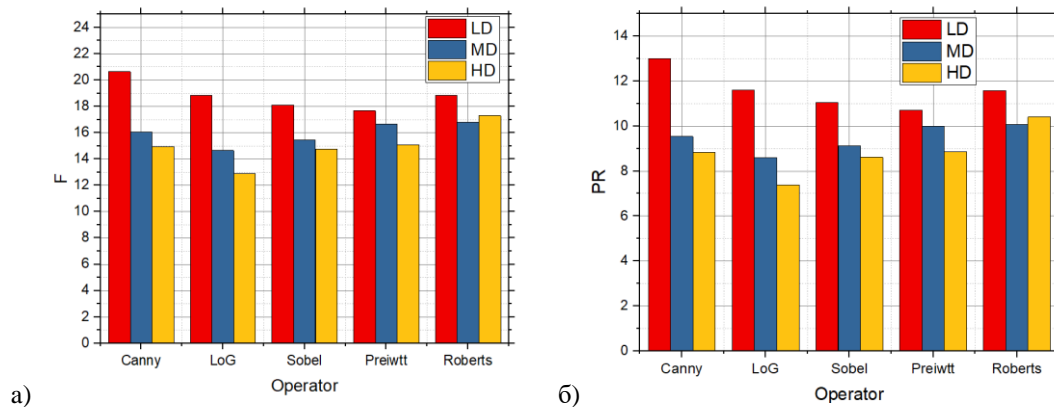 24
22
20
18
16
14
12
10
8
6
4
2
0
F
LD
MD
HD
Canny LoG Sobel Preiwtt Roberts
Operator
а)
14
12
10
8
6
4
2
0
PR
LD
MD
HD
Canny LoG Sobel Preiwtt Roberts
Operator
б)